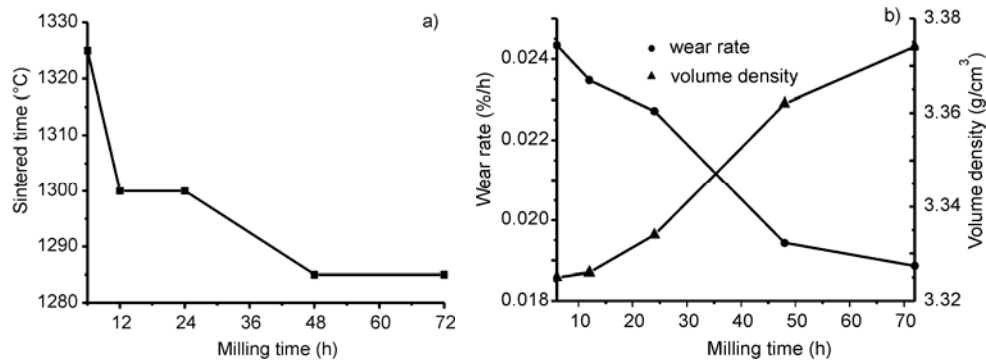 a)
Sintered time (°C)
1330
1320
1310
1300
1290
1280
12 24 36 48 60 72
Milling time (h)
b)
wear rate
volume density
Wear rate (%/h)
0.024
0.022
0.020
0.018
10 20 30 40 50 60 70
Milling time (h)
3.38
3.36
3.34
3.32
Volume density (g/cm³)